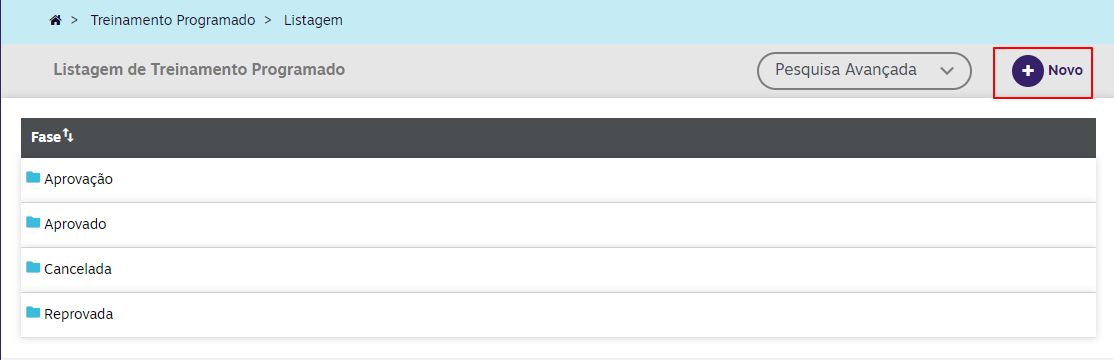 > Treinamento Programado > Listagem
Listagem de Treinamento Programado Pesquisa Avançada Novo
Fase
Aprovação
Aprovado
Cancelada
Reprovada